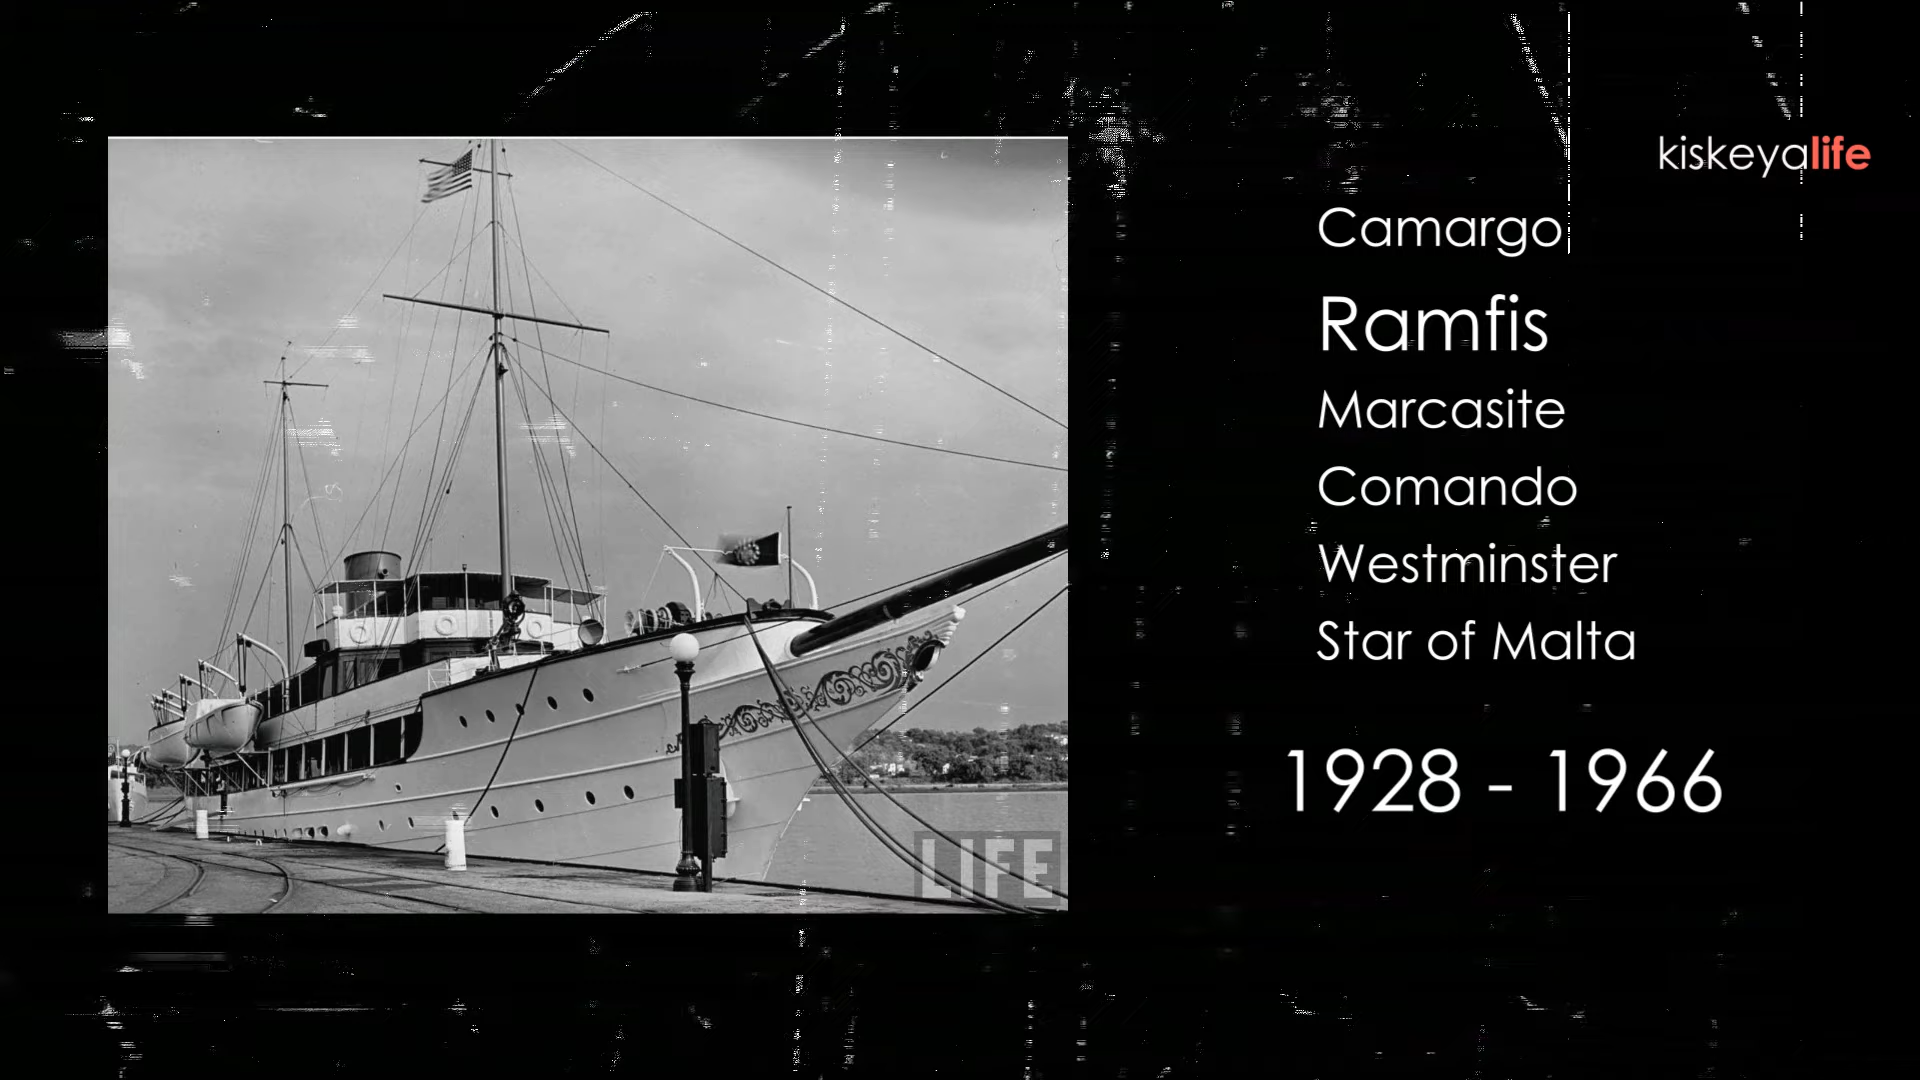 kiskeyalife
Camargo
Ramfis
Marcasite
Comando
Westminster
Star of Malta
1928 - 1966
LIFE